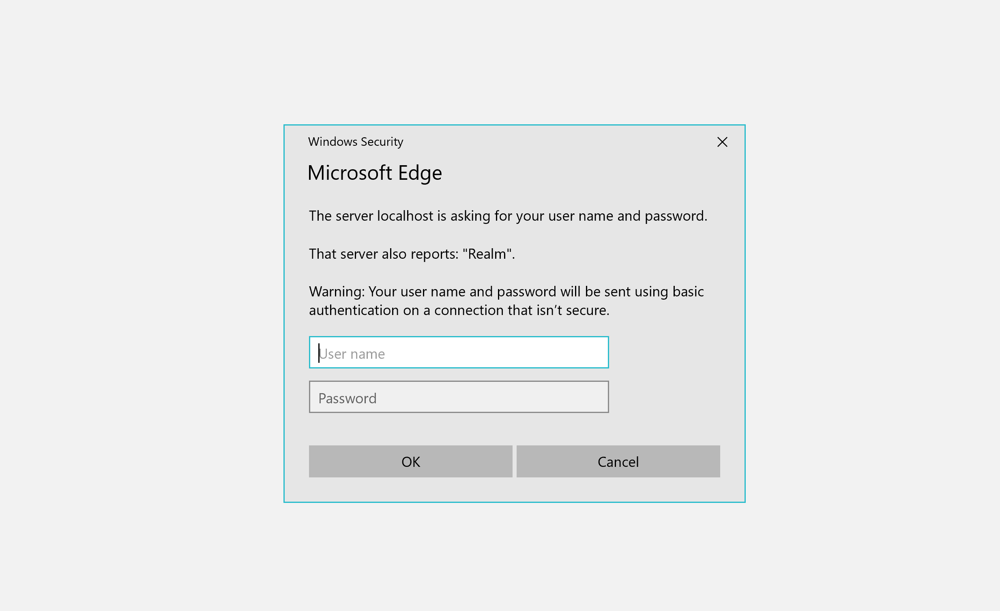 Windows Security
Microsoft Edge
The server localhost is asking for your user name and password.
That server also reports: "Realm".
Warning: Your user name and password will be sent using basic
authentication on a connection that isn’t secure.
User name
Password
OK
Cancel